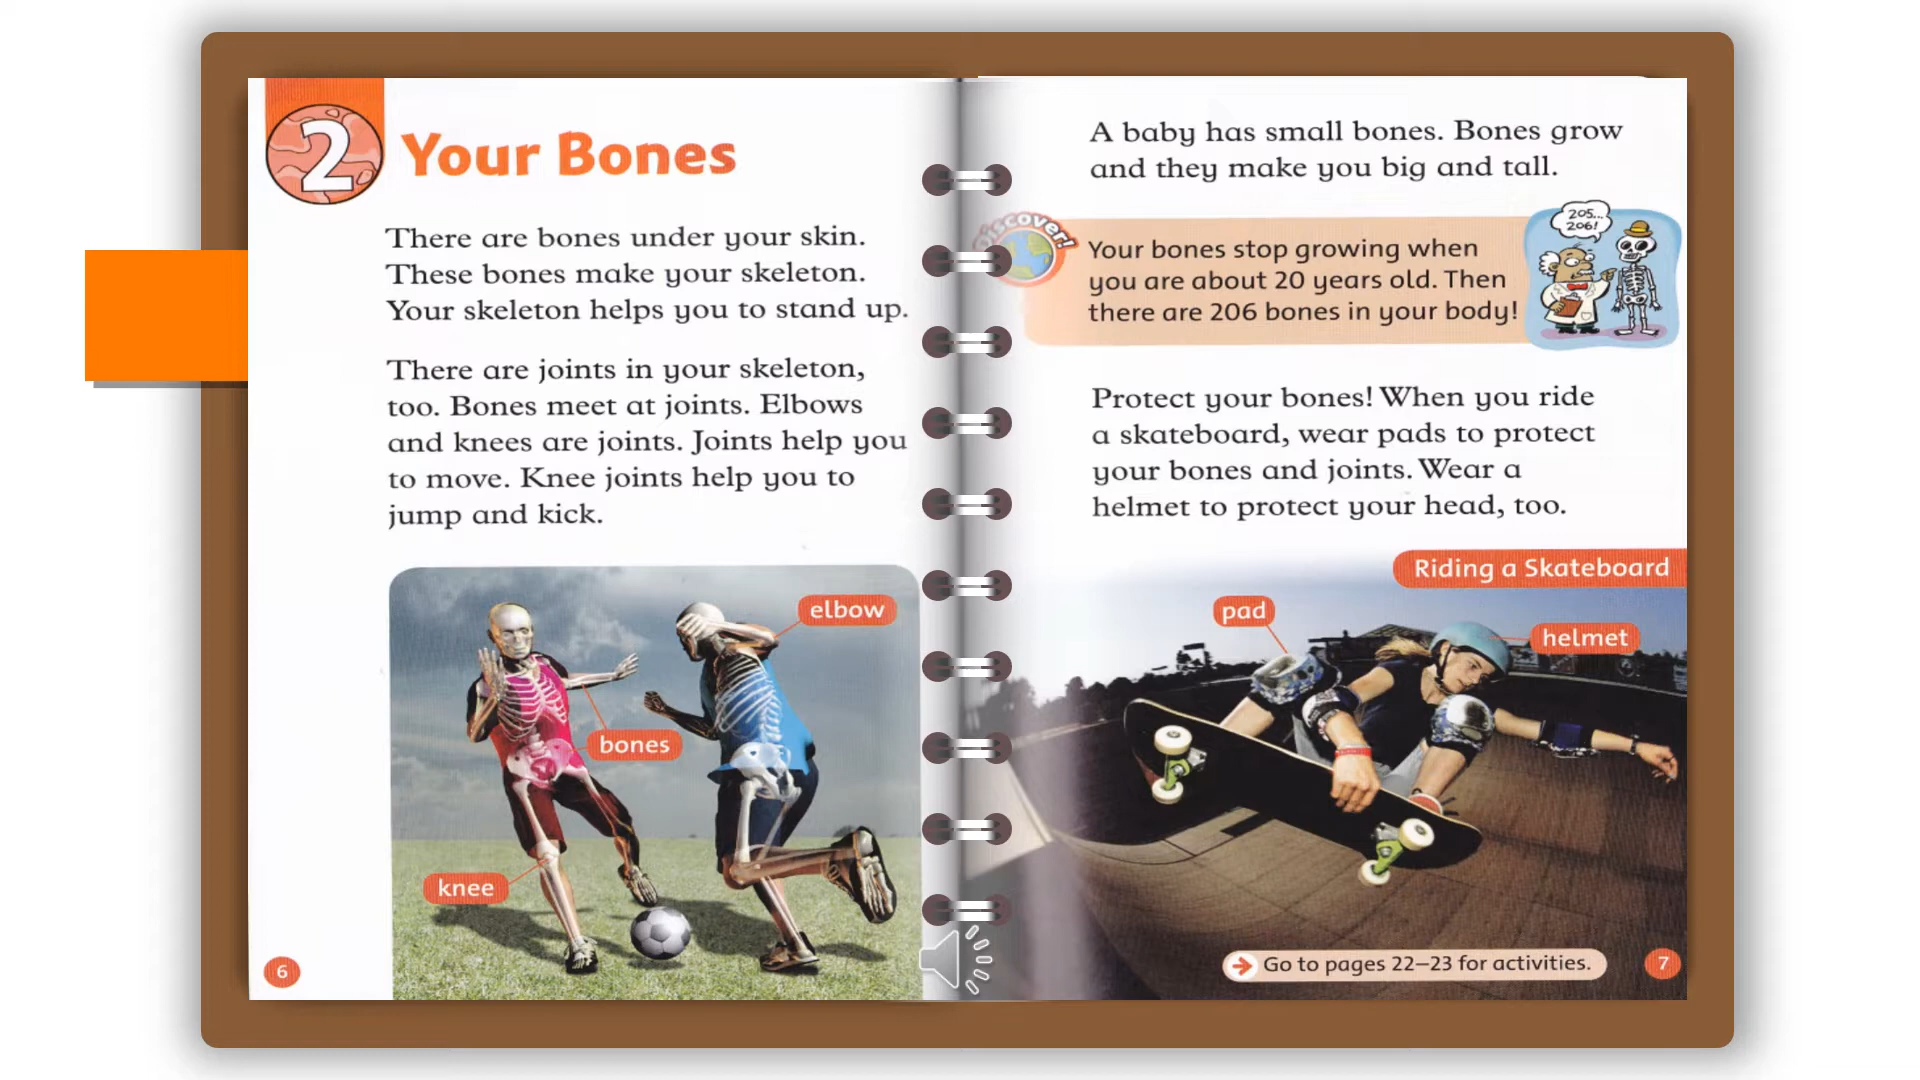 2
Your Bones
There are bones under your skin.
These bones make your skeleton.
Your skeleton helps you to stand up.
There are joints in your skeleton,
too. Bones meet at joints. Elbows
and knees are joints. Joints help you
to move. Knee joints help you to
jump and kick.
elbow
bones
knee
6
A baby has small bones. Bones grow
and they make you big and tall.
Discover!
Your bones stop growing when
you are about 20 years old. Then
there are 206 bones in your body!
205...
206!
Protect your bones! When you ride
a skateboard, wear pads to protect
your bones and joints. Wear a
helmet to protect your head, too.
Riding a Skateboard
pad
helmet
Go to pages 22–23 for activities.
7